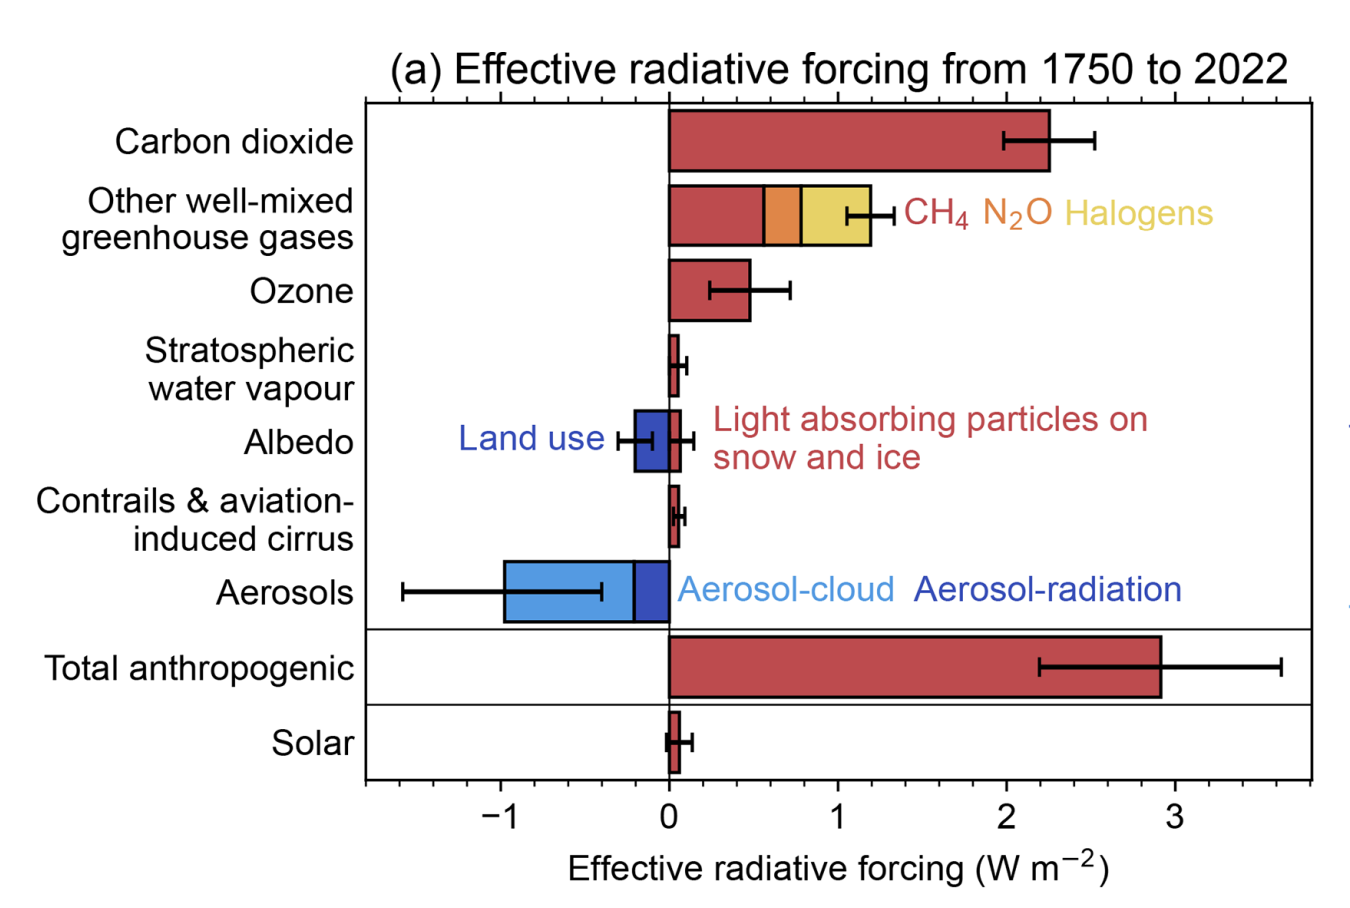 (a) Effective radiative forcing from 1750 to 2022
Carbon dioxide
Other well-mixed
greenhouse gases
CH₄ N₂O Halogens
Ozone
Stratospheric
water vapour
Albedo
Land use
Light absorbing particles on
snow and ice
Contrails & aviation-
induced cirrus
Aerosols
Aerosol-cloud Aerosol-radiation
Total anthropogenic
Solar
−1 0 1 2 3
Effective radiative forcing (W m⁻²)